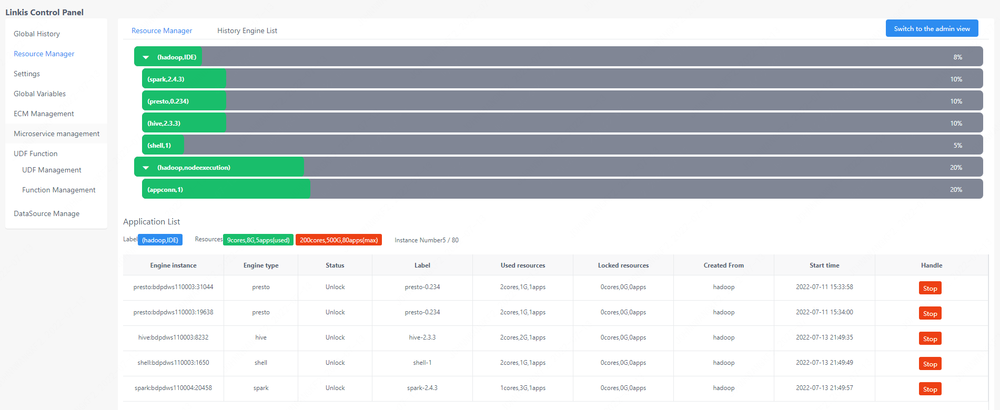 Linkis Control Panel
Global History
Resource Manager
Settings
Global Variables
ECM Management
Microservice management
UDF Function
UDF Management
Function Management
DataSource Manage
Resource Manager History Engine List Switch to the admin view
(hadoop,IDE) 8%
(spark,2.4.3) 10%
(presto,0.234) 10%
(hive,2.3.3) 10%
(shell,1) 5%
(hadoop,nodeexecution) 20%
(appconn,1) 20%
Application List
Label (hadoop,IDE) Resources 9cores,8G,5apps(used) 200cores,500G,80apps(max) Instance Number5 / 80
Engine instance Engine type Status Label Used resources Locked resources Created From Start time Handle
presto:bdpdws110003:31044 presto Unlock presto-0.234 2cores,1G,1apps 0cores,0G,0apps hadoop 2022-07-11 15:33:58 Stop
presto:bdpdws110003:19638 presto Unlock presto-0.234 2cores,1G,1apps 0cores,0G,0apps hadoop 2022-07-11 15:34:00 Stop
hive:bdpdws110003:8232 hive Unlock hive-2.3.3 2cores,2G,1apps 0cores,0G,0apps hadoop 2022-07-13 21:49:35 Stop
shell:bdpdws110003:1650 shell Unlock shell-1 2cores,1G,1apps 0cores,0G,0apps hadoop 2022-07-13 21:49:49 Stop
spark:bdpdws110004:20458 spark Unlock spark-2.4.3 1cores,3G,1apps 0cores,0G,0apps hadoop 2022-07-13 21:49:57 Stop